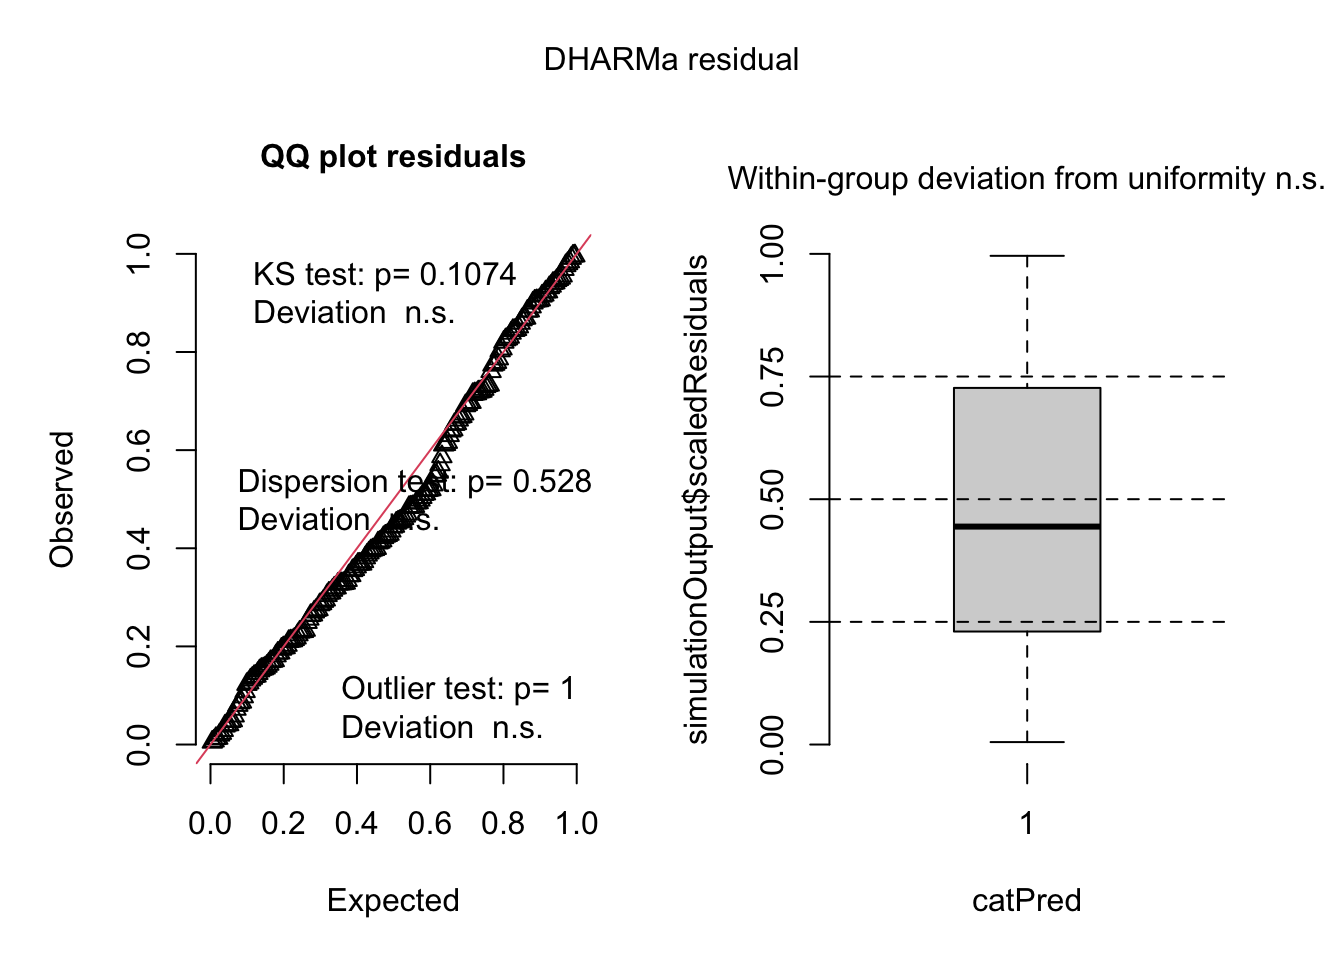 DHARMa residual
QQ plot residuals
KS test: p= 0.1074
Deviation  n.s.
Dispersion test: p= 0.528
Deviation  n.s.
Outlier test: p= 1
Deviation  n.s.
Observed
0.0
0.2
0.4
0.6
0.8
1.0
0.0 0.2 0.4 0.6 0.8 1.0
Expected
Within-group deviation from uniformity n.s.
simulationOutput$scaledResiduals
0.00
0.25
0.50
0.75
1.00
1
catPred